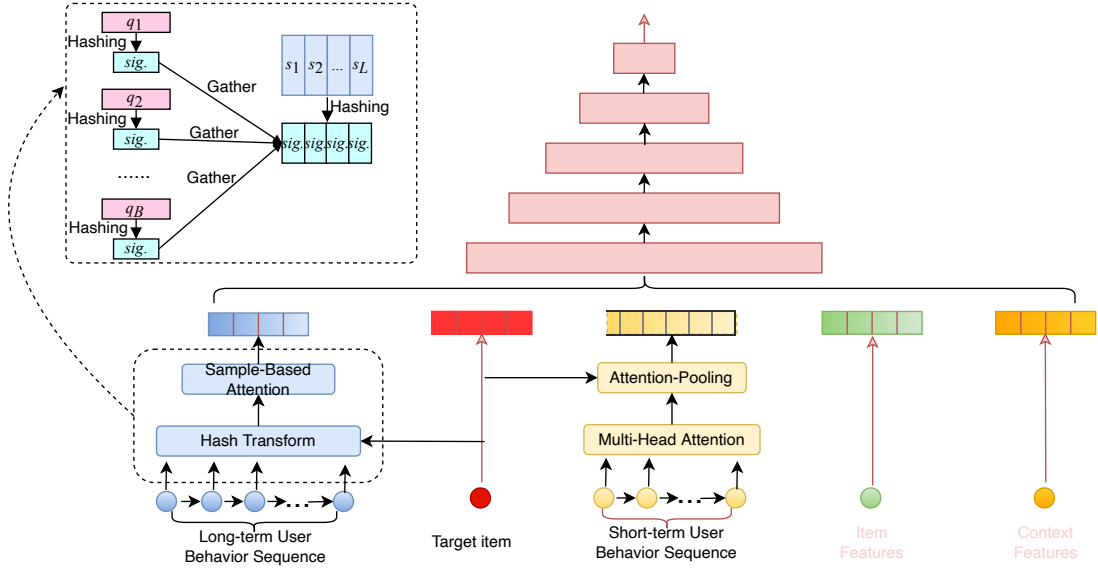 q1
Hashing
sig.
Gather
s1 s2 ... sL
Hashing
q2
Hashing
sig.
Gather
sig. sig. sig. sig.
......
Gather
qB
Hashing
sig.
Sample-Based
Attention
Attention-Pooling
Hash Transform
Multi-Head Attention
...
...
Long-term User
Behavior Sequence
Target item
Short-term User
Behavior Sequence
Item
Features
Context
Features